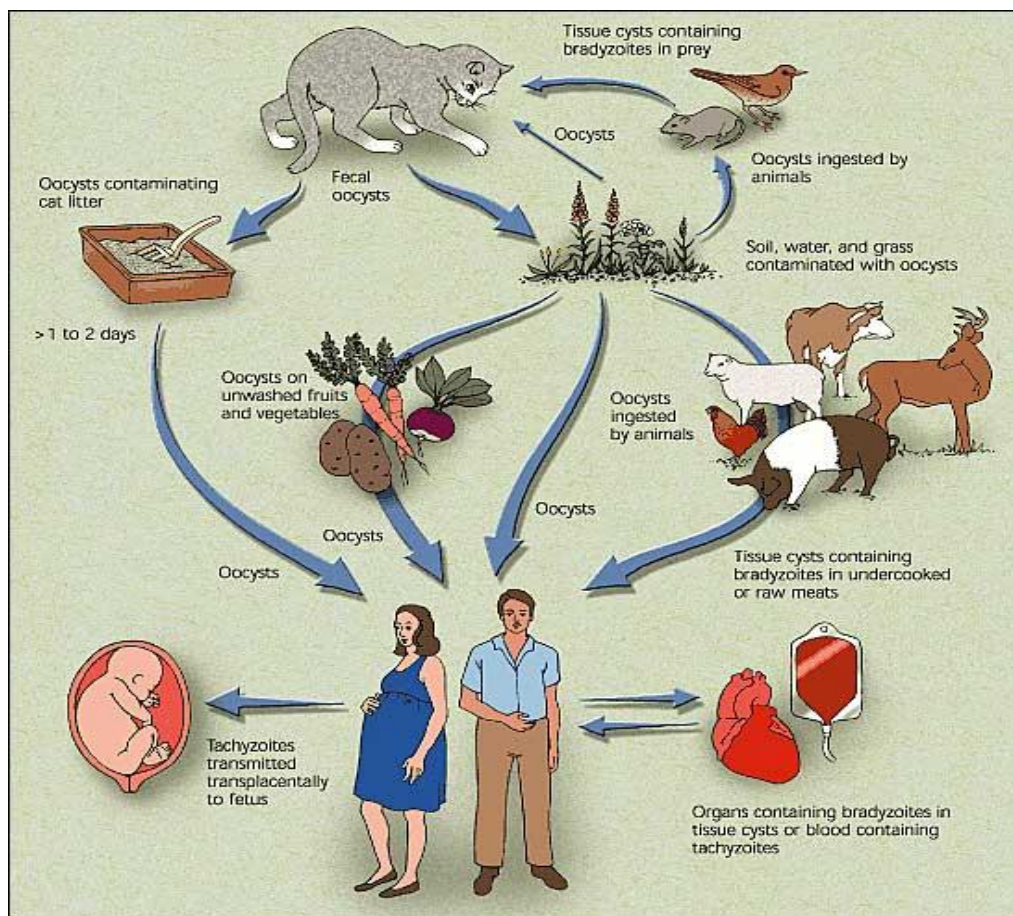 Tissue cysts containing
bradyzoites in prey
Oocysts
Oocysts ingested by
animals
Fecal
oocysts
Oocysts contaminating
cat litter
Soil, water, and grass
contaminated with oocysts
>1 to 2 days
Oocysts on
unwashed fruits
and vegetables
Oocysts
ingested
by animals
Oocysts
Oocysts
Oocysts
Tissue cysts containing
bradyzoites in undercooked
or raw meats
Tachyzoites
transmitted
transplacentally
to fetus
Organs containing bradyzoites in
tissue cysts or blood containing
tachyzoites